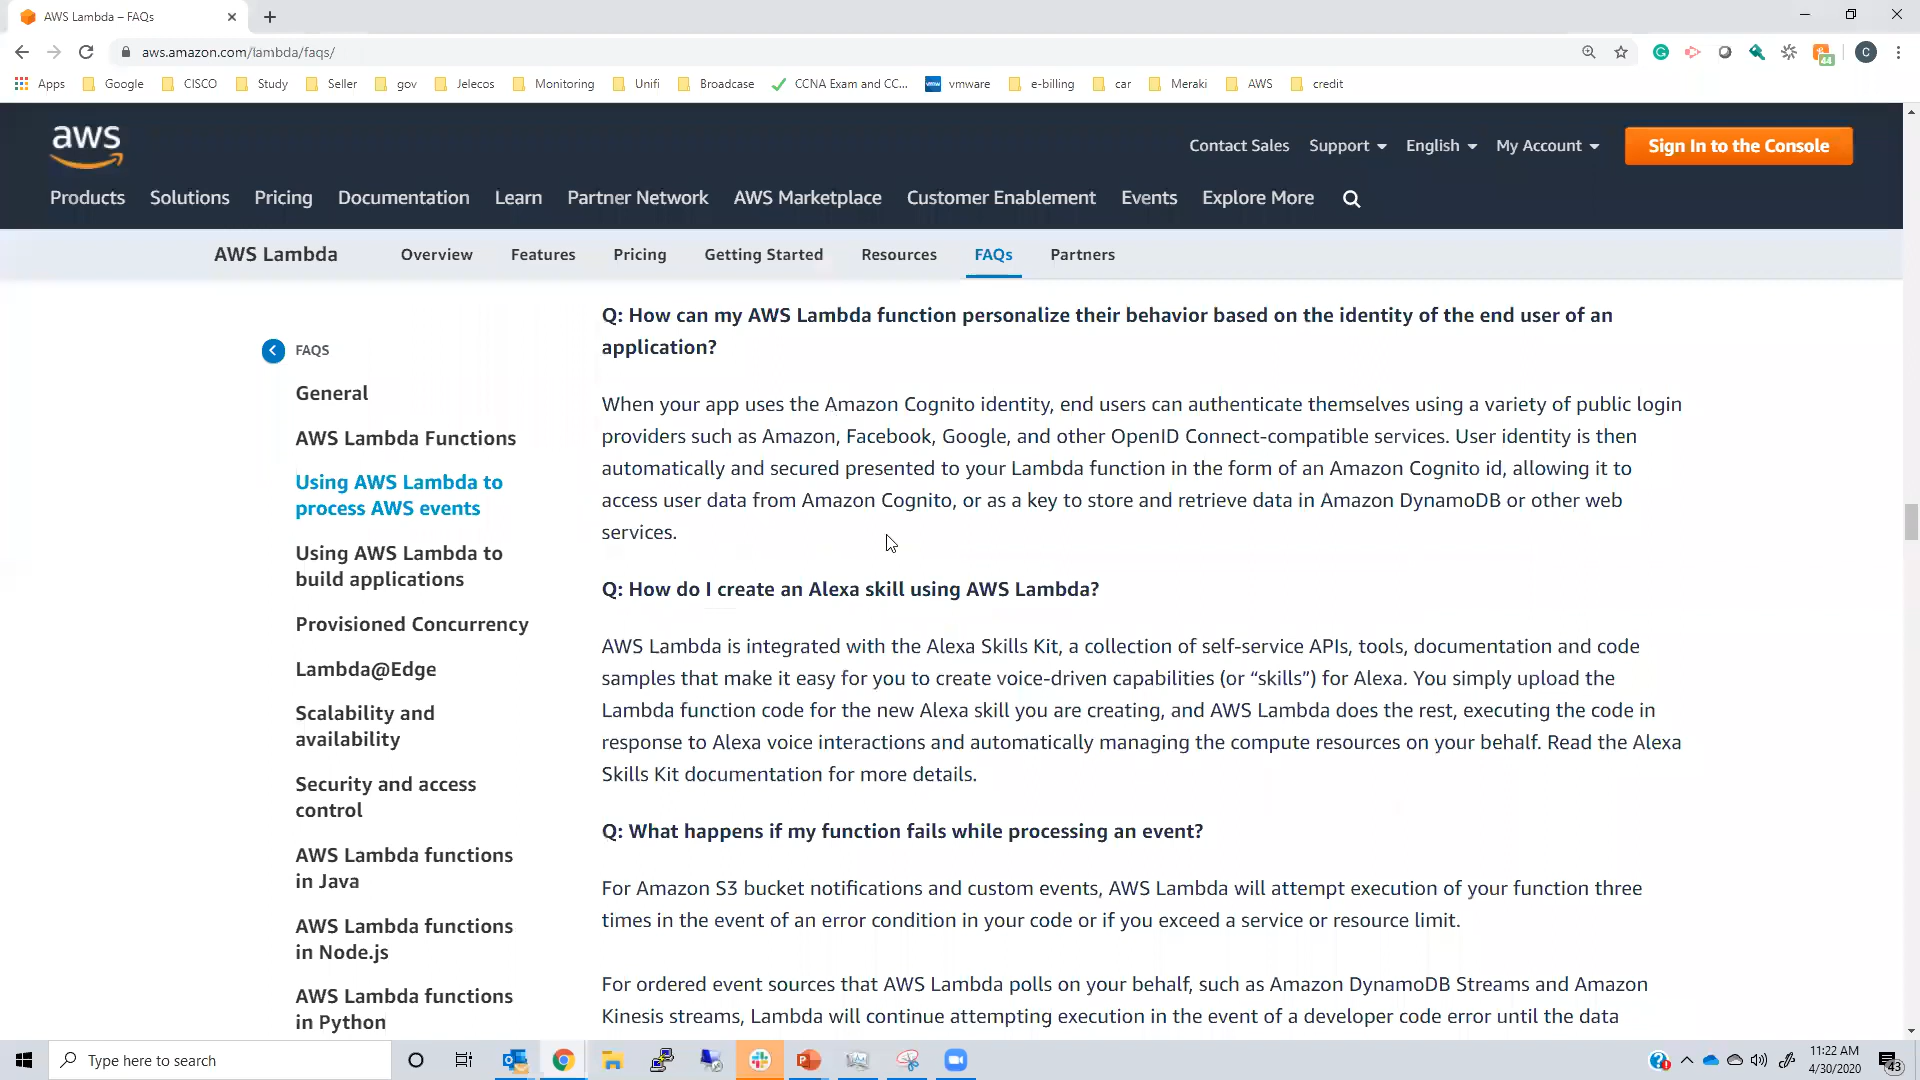 AWS Lambda – FAQs
aws.amazon.com/lambda/faqs/
44
C
Apps Google CISCO Study Seller gov Jelecos Monitoring Unifi Broadcase CCNA Exam and CC... vmware e-billing car Meraki AWS credit
aws
Contact Sales Support English My Account Sign In to the Console
Products Solutions Pricing Documentation Learn Partner Network AWS Marketplace Customer Enablement Events Explore More
AWS Lambda Overview Features Pricing Getting Started Resources FAQs Partners
FAQS
General
AWS Lambda Functions
Using AWS Lambda to
process AWS events
Using AWS Lambda to
build applications
Provisioned Concurrency
Lambda@Edge
Scalability and
availability
Security and access
control
AWS Lambda functions
in Java
AWS Lambda functions
in Node.js
AWS Lambda functions
in Python
Q: How can my AWS Lambda function personalize their behavior based on the identity of the end user of an
application?
When your app uses the Amazon Cognito identity, end users can authenticate themselves using a variety of public login
providers such as Amazon, Facebook, Google, and other OpenID Connect-compatible services. User identity is then
automatically and secured presented to your Lambda function in the form of an Amazon Cognito id, allowing it to
access user data from Amazon Cognito, or as a key to store and retrieve data in Amazon DynamoDB or other web
services.
Q: How do I create an Alexa skill using AWS Lambda?
AWS Lambda is integrated with the Alexa Skills Kit, a collection of self-service APIs, tools, documentation and code
samples that make it easy for you to create voice-driven capabilities (or “skills”) for Alexa. You simply upload the
Lambda function code for the new Alexa skill you are creating, and AWS Lambda does the rest, executing the code in
response to Alexa voice interactions and automatically managing the compute resources on your behalf. Read the Alexa
Skills Kit documentation for more details.
Q: What happens if my function fails while processing an event?
For Amazon S3 bucket notifications and custom events, AWS Lambda will attempt execution of your function three
times in the event of an error condition in your code or if you exceed a service or resource limit.
For ordered event sources that AWS Lambda polls on your behalf, such as Amazon DynamoDB Streams and Amazon
Kinesis streams, Lambda will continue attempting execution in the event of a developer code error until the data
Type here to search
11:22 AM
4/30/2020
43